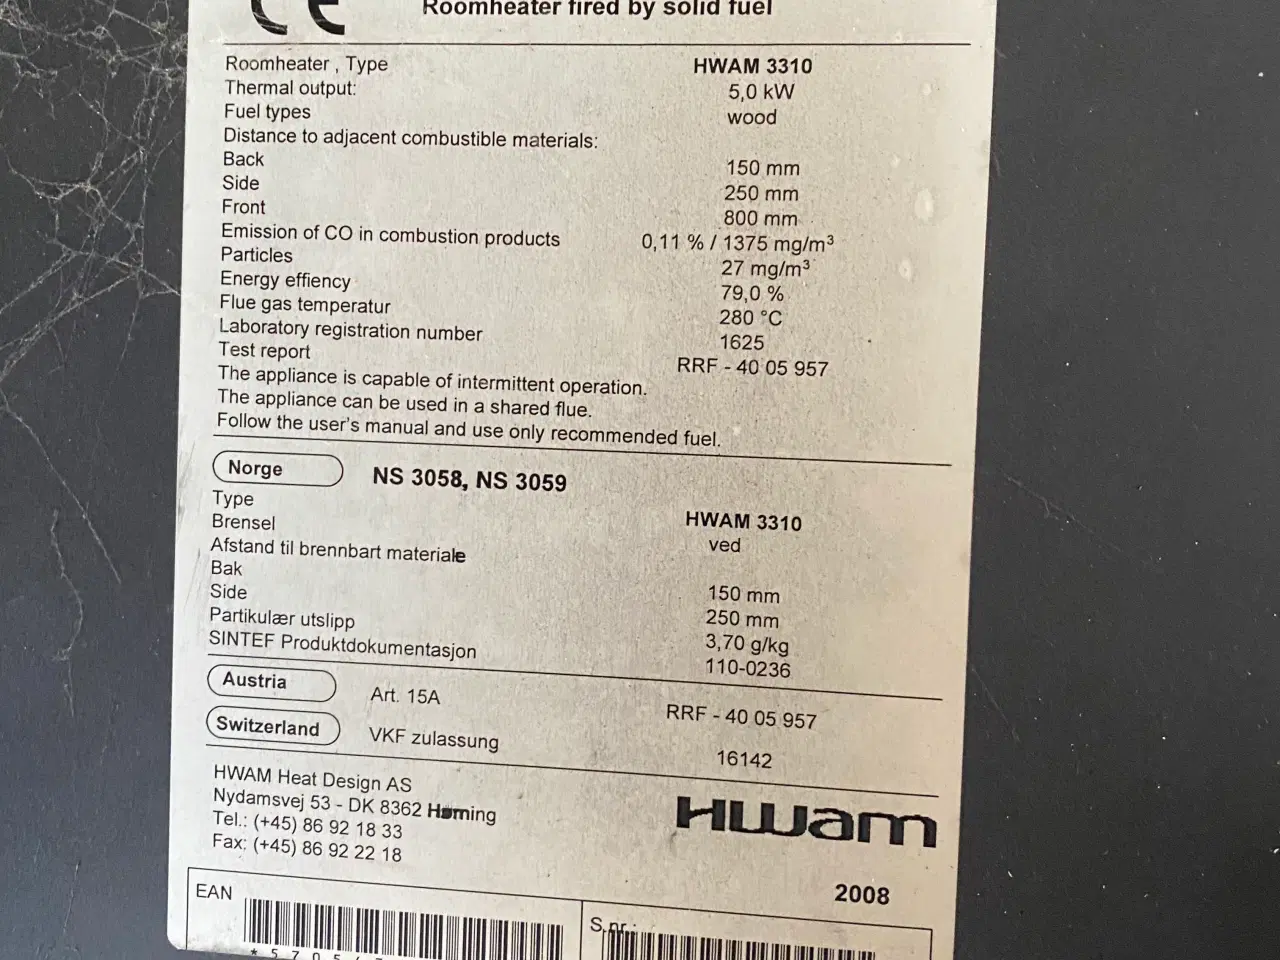 CE Roomheater fired by solid fuel
Roomheater , Type HWAM 3310
Thermal output: 5,0 kW
Fuel types wood
Distance to adjacent combustible materials:
Back 150 mm
Side 250 mm
Front 800 mm
Emission of CO in combustion products 0,11 % / 1375 mg/m³
Particles 27 mg/m³
Energy effiency 79,0 %
Flue gas temperatur 280 °C
Laboratory registration number 1625
Test report RRF - 40 05 957
The appliance is capable of intermittent operation.
The appliance can be used in a shared flue.
Follow the user's manual and use only recommended fuel.
Norge NS 3058, NS 3059
Type HWAM 3310
Brensel ved
Afstand til brennbart materiale
Bak 150 mm
Side 250 mm
Partikulær utslipp 3,70 g/kg
SINTEF Produktdokumentasjon 110-0236
Austria Art. 15A RRF - 40 05 957
Switzerland VKF zulassung 16142
HWAM Heat Design AS
Nydamsvej 53 - DK 8362 Hørning
Tel.: (+45) 86 92 18 33
Fax: (+45) 86 92 22 18
Hwam
2008
EAN
S.nr.:
* 5 7 0 5